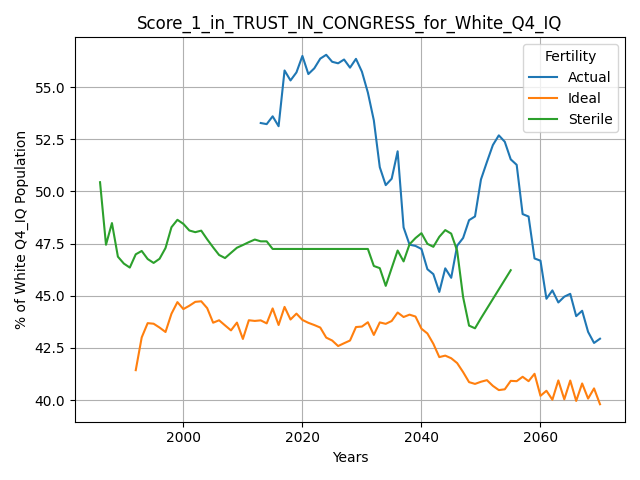 Score_1_in_TRUST_IN_CONGRESS_for_White_Q4_IQ
Fertility
Actual
Ideal
Sterile
% of White Q4_IQ Population
55.0
52.5
50.0
47.5
45.0
42.5
40.0
2000
2020
2040
2060
Years